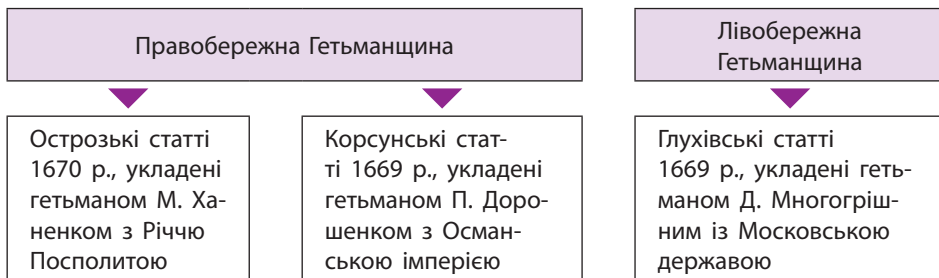 Правобережна Гетьманщина
Лівобережна
Гетьманщина
Острозькі статті
1670 р., укладені
гетьманом М. Ха-
ненком з Річчю
Посполитою
Корсунські стат-
ті 1669 р., укладені
гетьманом П. Доро-
шенком з Осман-
ською імперією
Глухівські статті
1669 р., укладені геть-
маном Д. Многогріш-
ним із Московською
державою